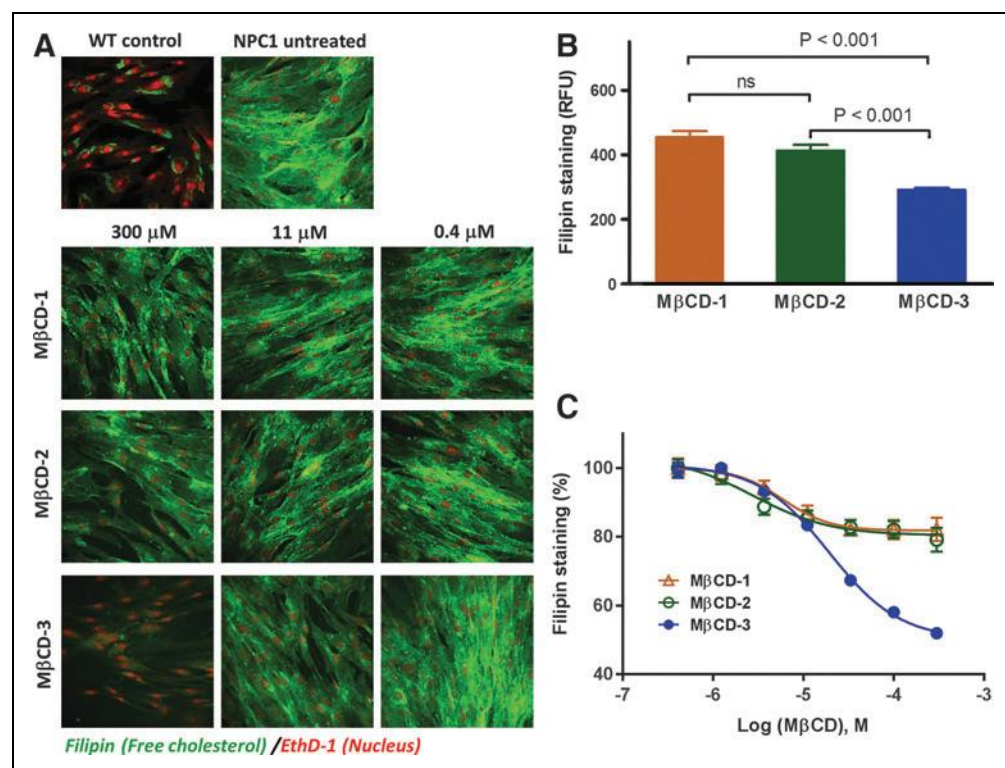 A
WT control
NPC1 untreated
300 μM
11 μM
0.4 μM
MβCD-1
MβCD-2
MβCD-3
Filipin (Free cholesterol) / EthD-1 (Nucleus)
B
P < 0.001
ns
P < 0.001
Filipin staining (RFU)
600
400
200
0
MβCD-1
MβCD-2
MβCD-3
C
Filipin staining (%)
100
80
60
40
MβCD-1
MβCD-2
MβCD-3
-7
-6
-5
-4
-3
Log (MβCD), M